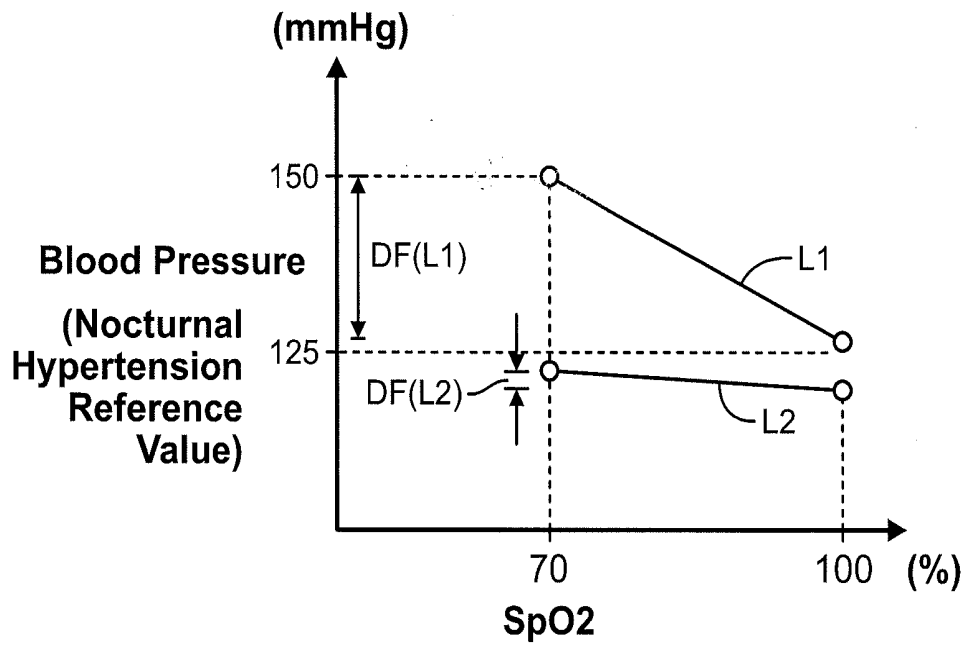 (mmHg)
150
Blood Pressure
DF(L1)
L1
(Nocturnal
Hypertension
Reference
Value)
125
DF(L2)
L2
70
100
(%)
SpO2